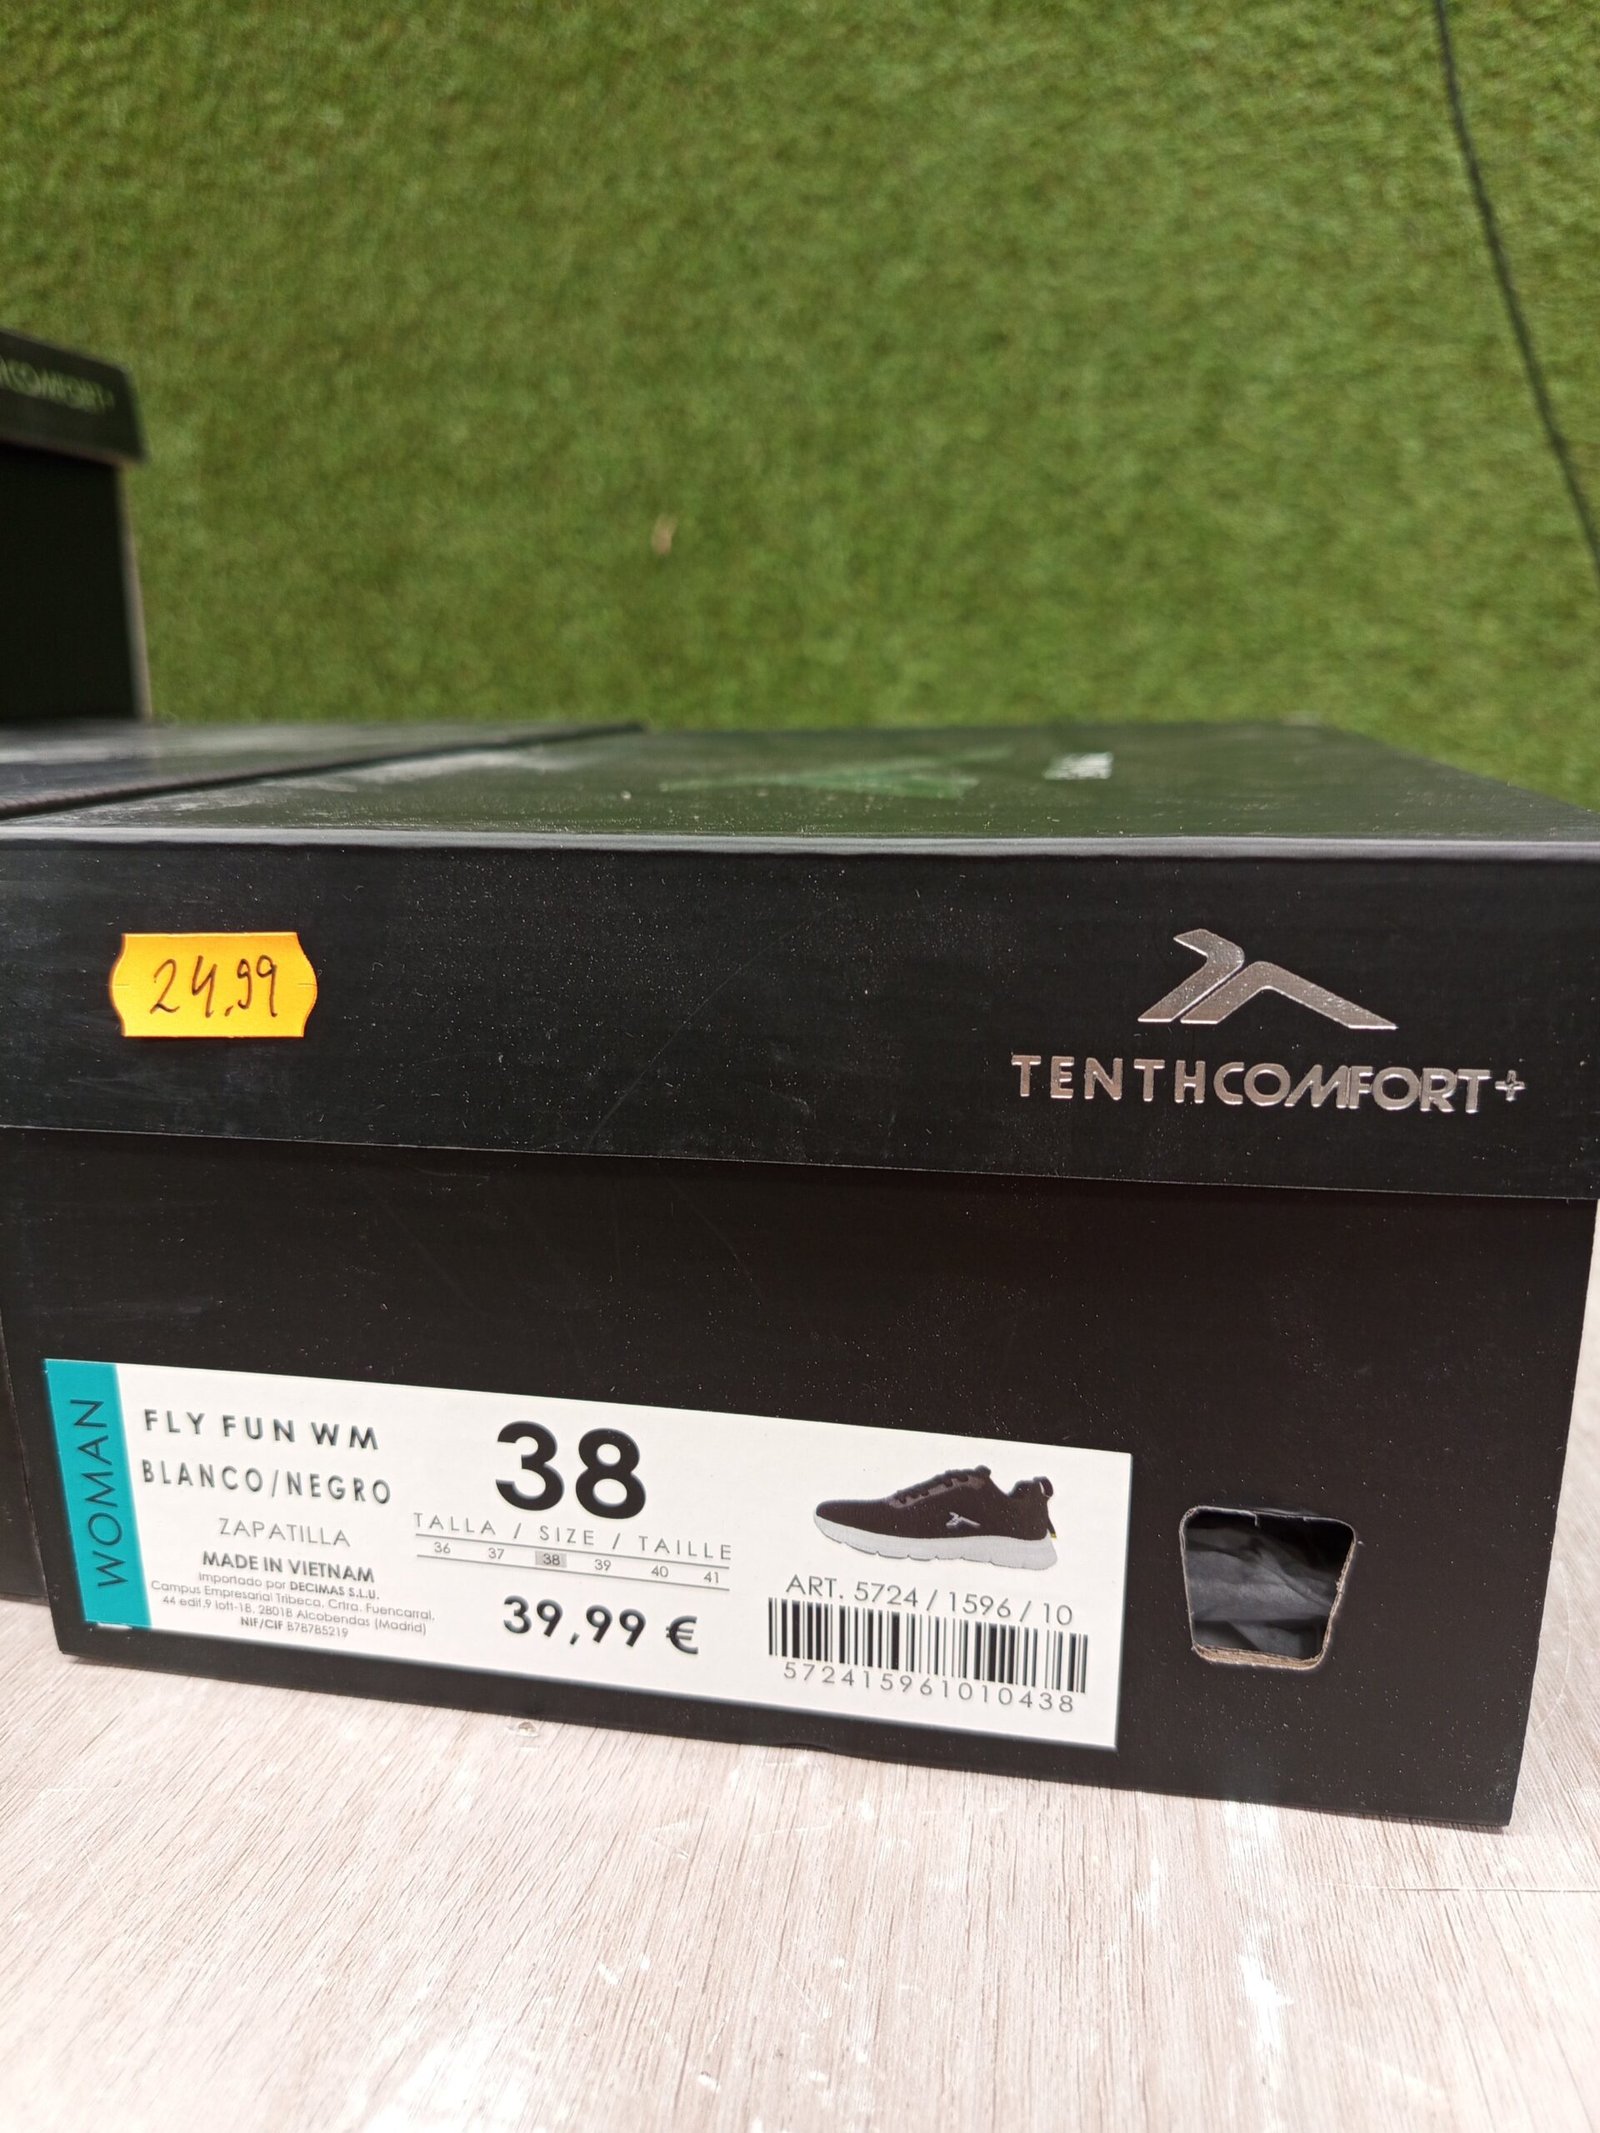 COMFORT+
24.99
TENTHCOMFORT+
WOMAN
FLY FUN WM
BLANCO/NEGRO
ZAPATILLA
MADE IN VIETNAM
Importado por DECIMAS S.L.U.
Campus Empresarial Tribeca, Crtra. Fuencarral,
44 edif.9 loft-18, 28018 Alcobendas (Madrid)
NIF/CIF B78785219
38
TALLA / SIZE / TAILLE
36 37 38 39 40 41
39,99 €
ART. 5724/1596/10
572415961010438